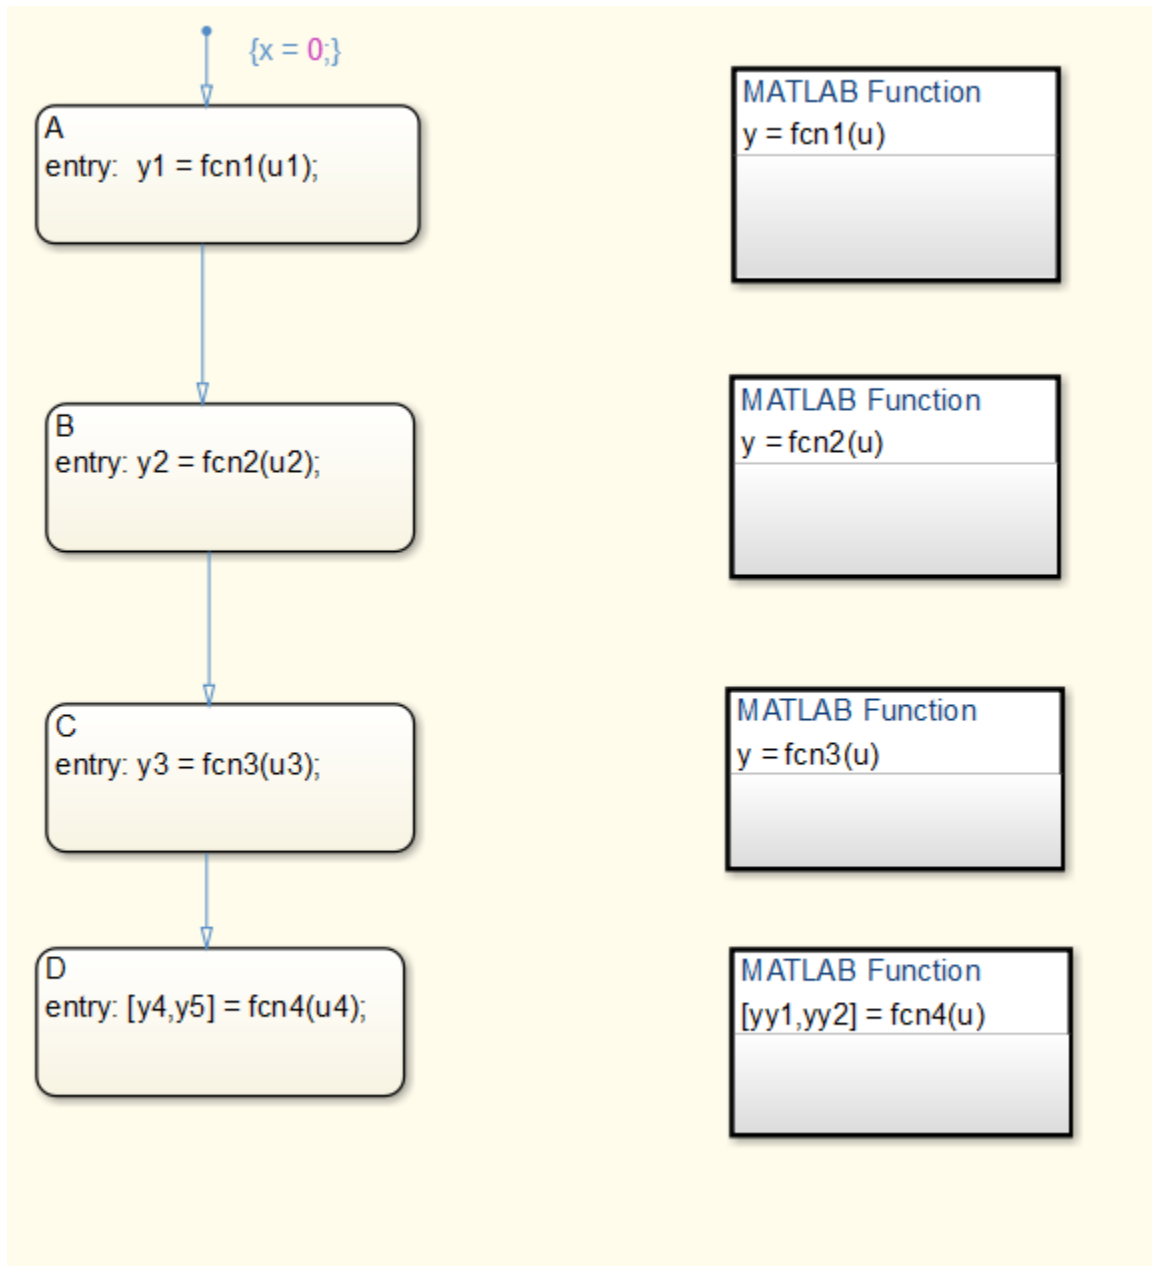 {x = 0;}
A
entry:  y1 = fcn1(u1);
B
entry: y2 = fcn2(u2);
C
entry: y3 = fcn3(u3);
D
entry: [y4,y5] = fcn4(u4);
MATLAB Function
y = fcn1(u)
MATLAB Function
y = fcn2(u)
MATLAB Function
y = fcn3(u)
MATLAB Function
[yy1,yy2] = fcn4(u)